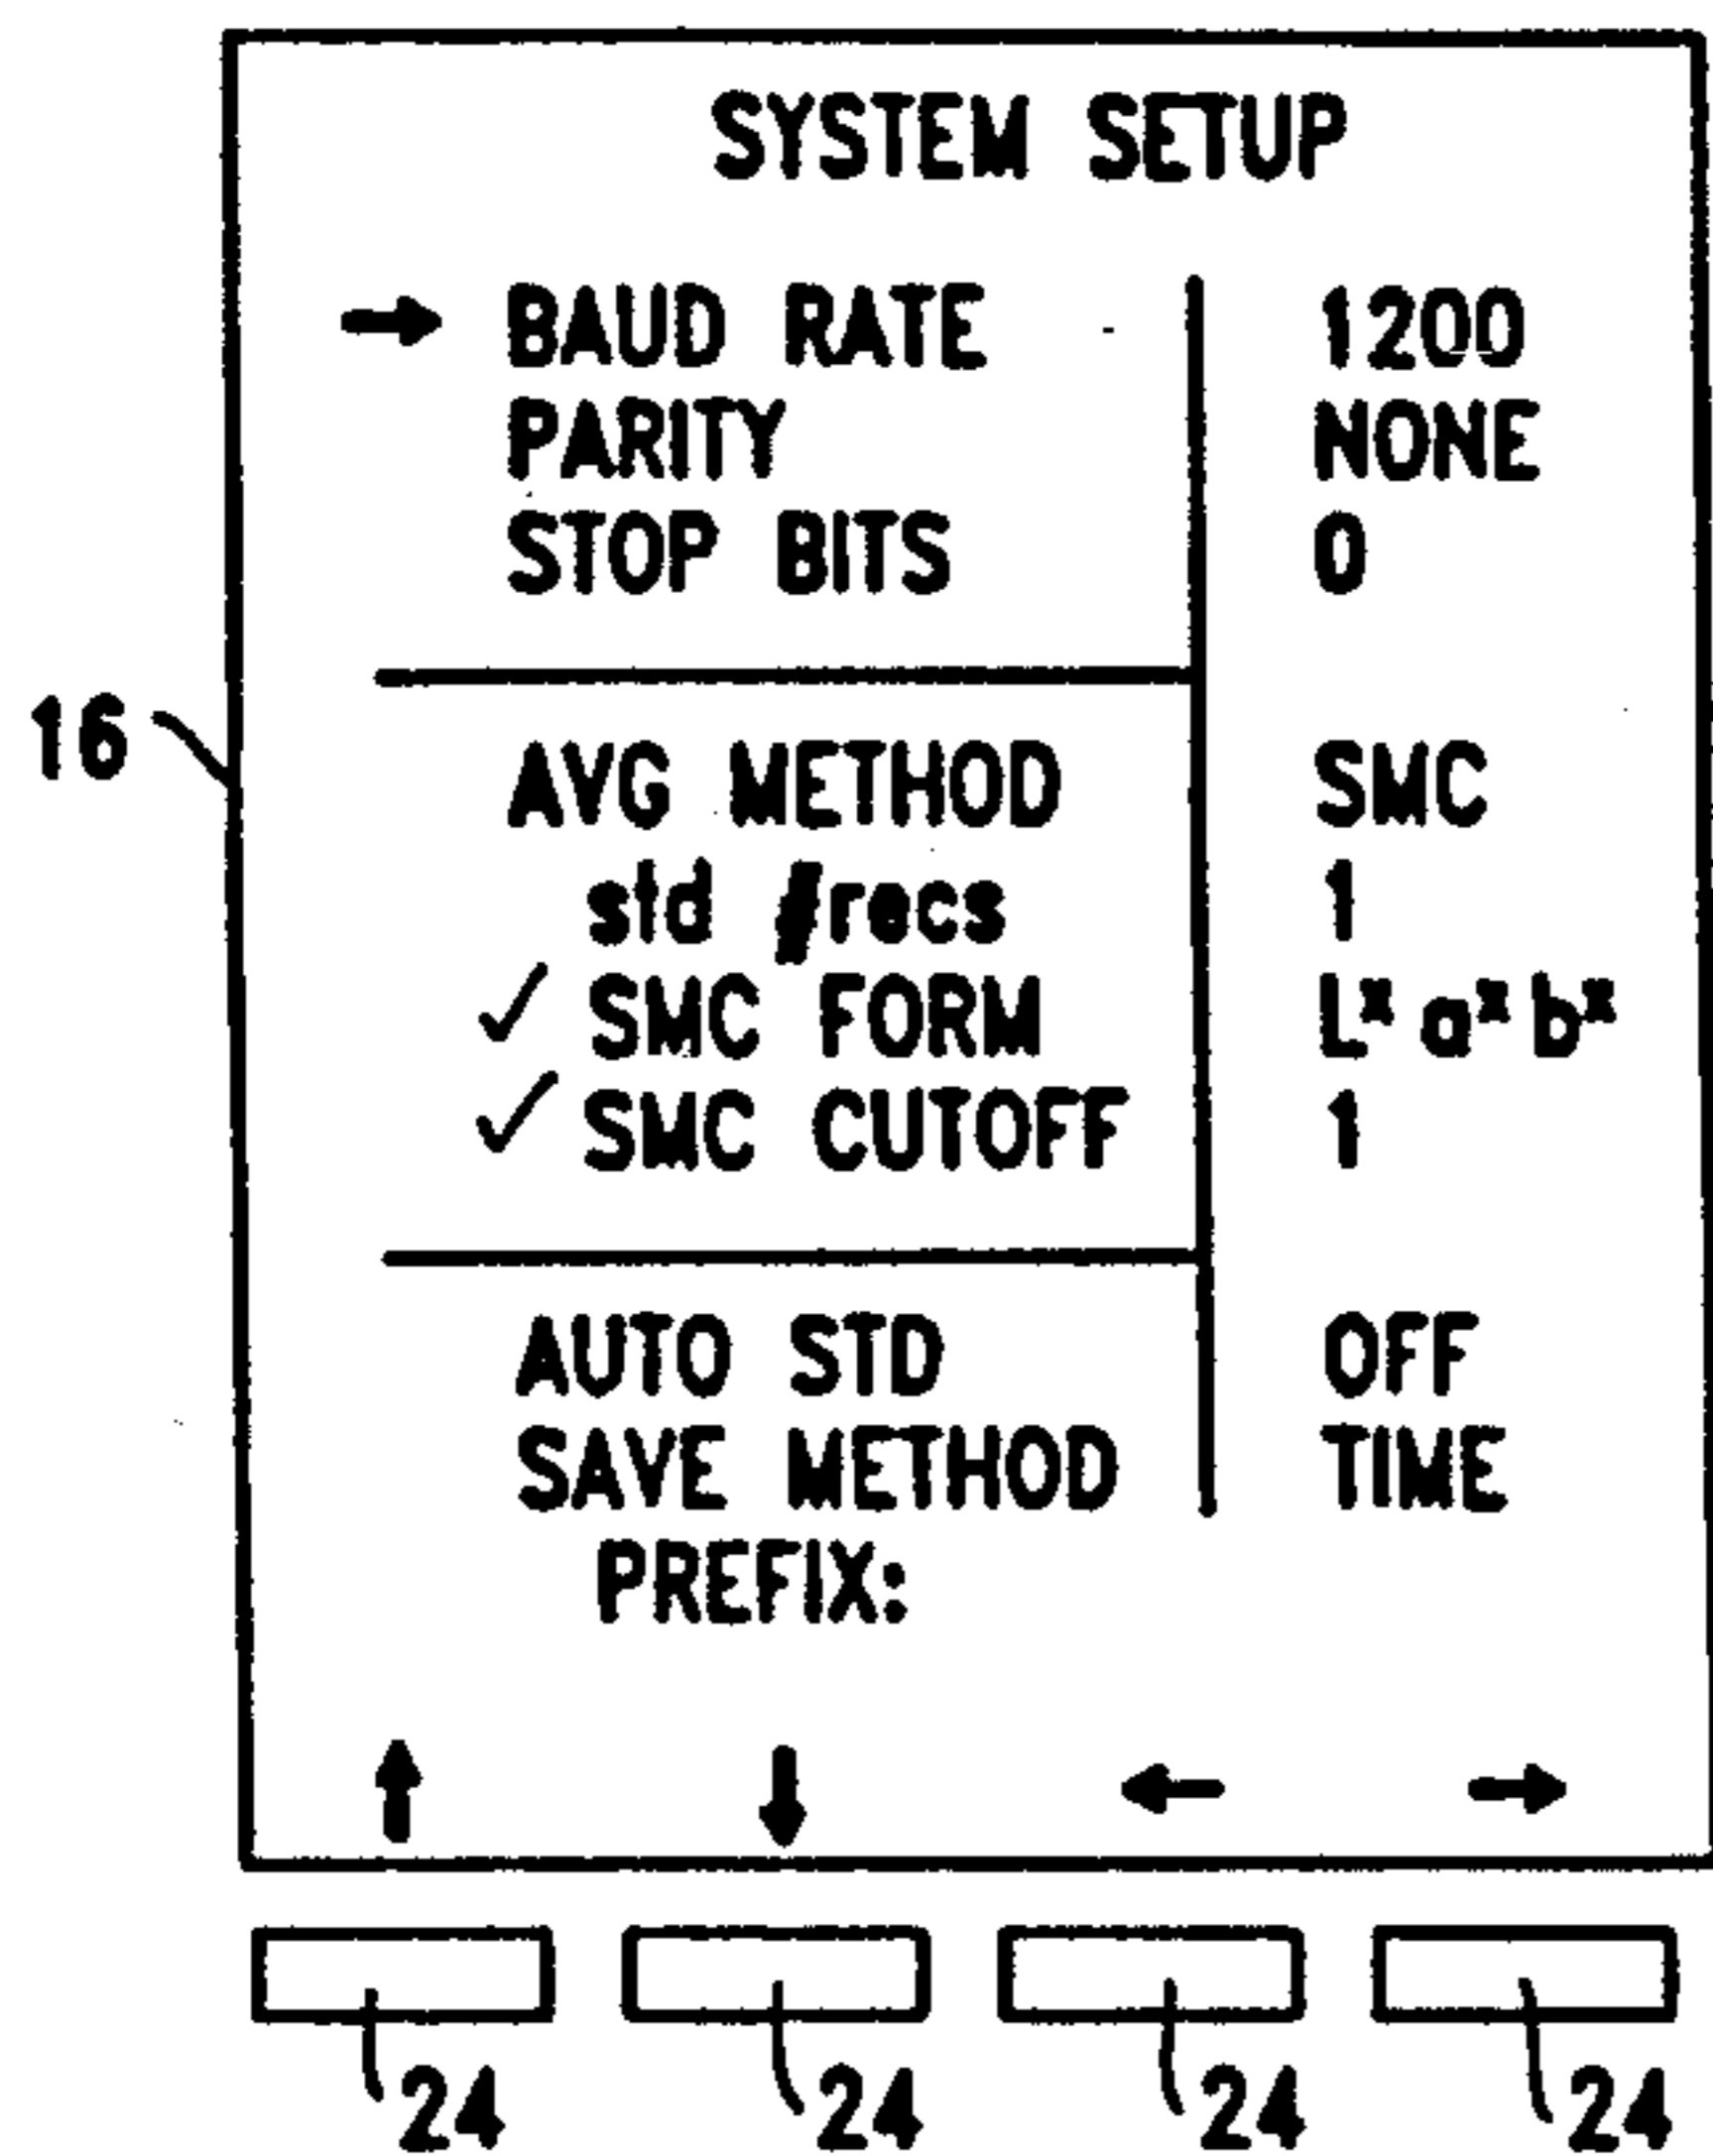 SYSTEM SETUP
→ BAUD RATE 1200
PARITY NONE
STOP BITS 0
16
AVG METHOD SMC
std #recs 1
✓ SMC FORM L* a* b*
✓ SMC CUTOFF 1
AUTO STD OFF
SAVE METHOD TIME
PREFIX:
↑ ↓ ← →
24 24 24 24